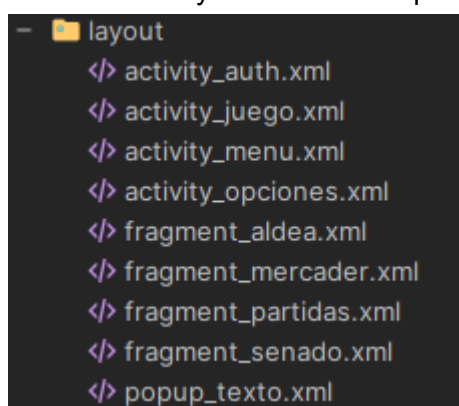 layout
</> activity_auth.xml
</> activity_juego.xml
</> activity_menu.xml
</> activity_opciones.xml
</> fragment_aldea.xml
</> fragment_mercader.xml
</> fragment_partidas.xml
</> fragment_senado.xml
</> popup_texto.xml